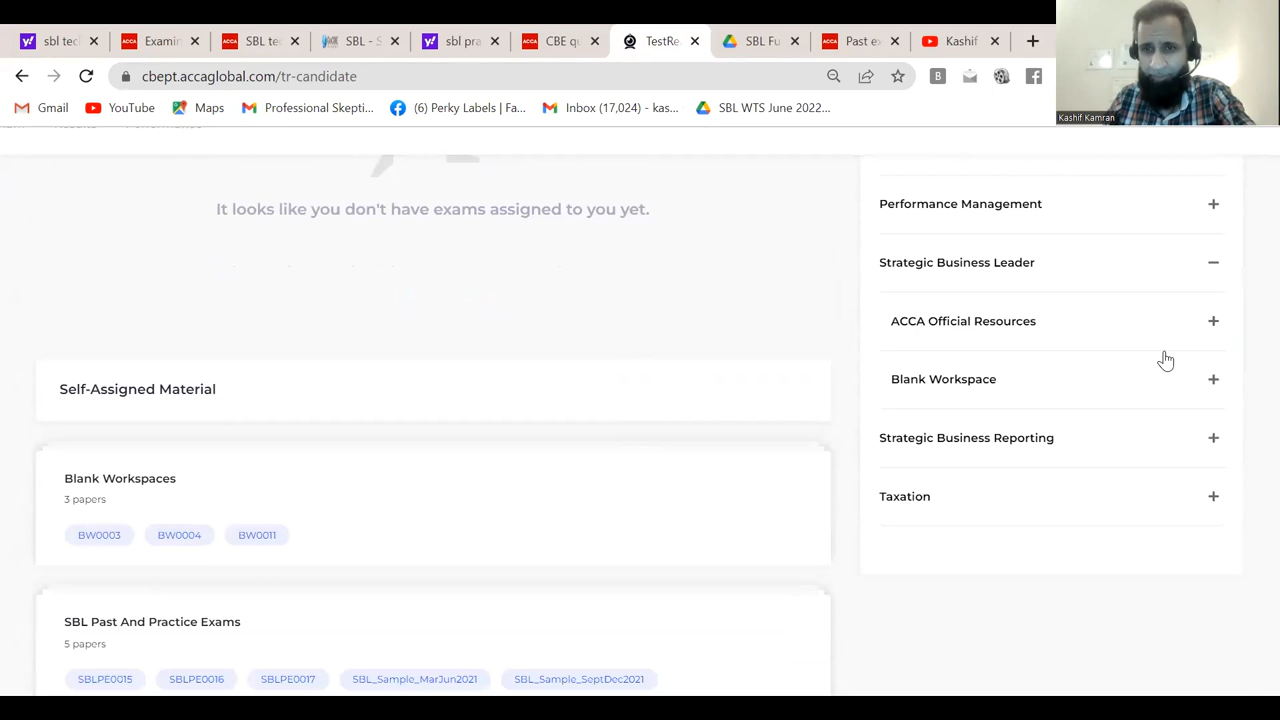 sbl tec
Examin
SBL te
SBL - S
sbl pra
CBE qu
TestRe
SBL Fu
Past ex
Kashif
cbept.accaglobal.com/tr-candidate
Gmail
YouTube
Maps
Professional Skepti...
(6) Perky Labels | Fa...
Inbox (17,024) - kas...
SBL WTS June 2022...
Kashif Kamran
It looks like you don't have exams assigned to you yet.
Performance Management
Strategic Business Leader
ACCA Official Resources
Blank Workspace
Strategic Business Reporting
Taxation
Self-Assigned Material
Blank Workspaces
3 papers
BW0003 BW0004 BW0011
SBL Past And Practice Exams
5 papers
SBLPE0015 SBLPE0016 SBLPE0017 SBL_Sample_MarJun2021 SBL_Sample_SeptDec2021